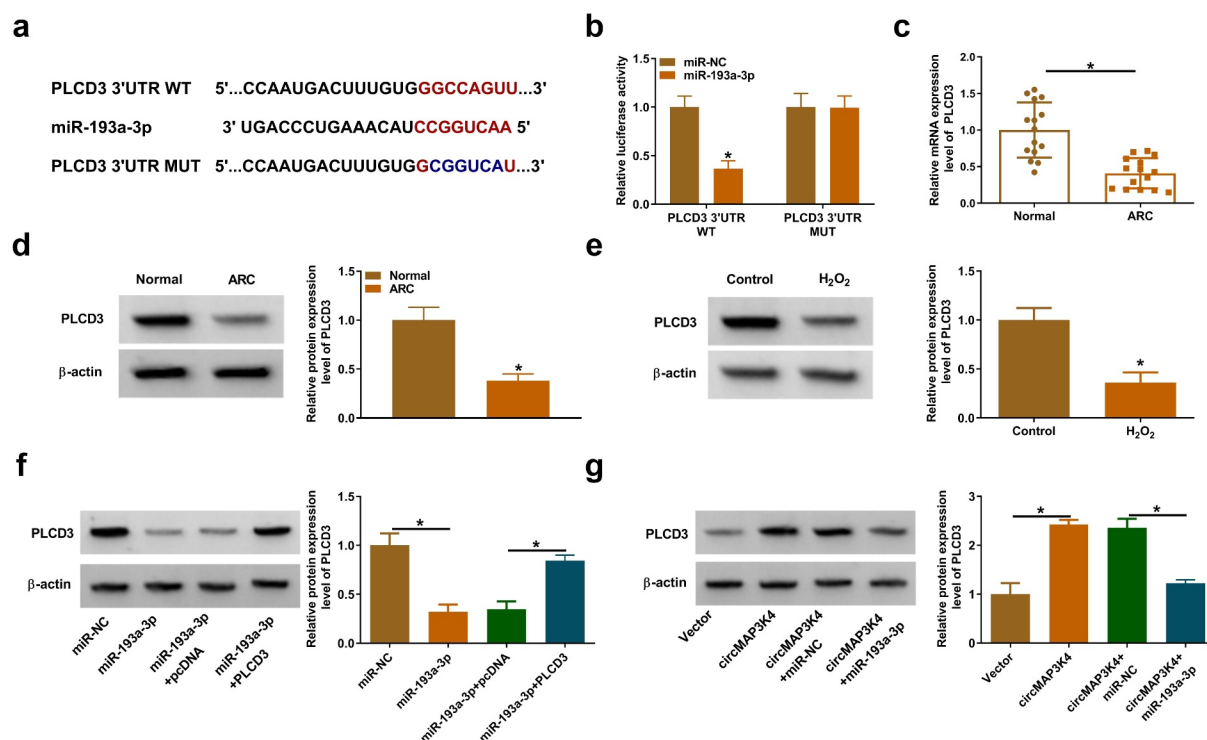 a
PLCD3 3'UTR WT 5'...CCAAUGACUUUGUGGGCCAGUU...3'
miR-193a-3p 3' UGACCCUGAAACAUCCGGUCAA 5'
PLCD3 3'UTR MUT 5'...CCAAUGACUUUGUGGCGGUCAU...3'
b
Relative luciferase activity
1.5
1.0
0.5
0.0
miR-NC
miR-193a-3p
*
PLCD3 3'UTR
WT
PLCD3 3'UTR
MUT
c
Relative mRNA expression
level of PLCD3
2.0
1.5
1.0
0.5
0.0
*
Normal
ARC
d
Normal
ARC
PLCD3
β-actin
Relative protein expression
level of PLCD3
1.5
1.0
0.5
0.0
Normal
ARC
*
e
Control
H₂O₂
PLCD3
β-actin
Relative protein expression
level of PLCD3
1.5
1.0
0.5
0.0
*
Control
H₂O₂
f
PLCD3
β-actin
miR-NC
miR-193a-3p
miR-193a-3p
+pcDNA
miR-193a-3p
+PLCD3
Relative protein expression
level of PLCD3
1.5
1.0
0.5
0.0
*
*
miR-NC
miR-193a-3p
miR-193a-3p+pcDNA
miR-193a-3p+PLCD3
g
PLCD3
β-actin
Vector
circMAP3K4
circMAP3K4
+miR-NC
circMAP3K4
+miR-193a-3p
Relative protein expression
level of PLCD3
3
2
1
0
*
*
Vector
circMAP3K4
circMAP3K4+
miR-NC
circMAP3K4+
miR-193a-3p